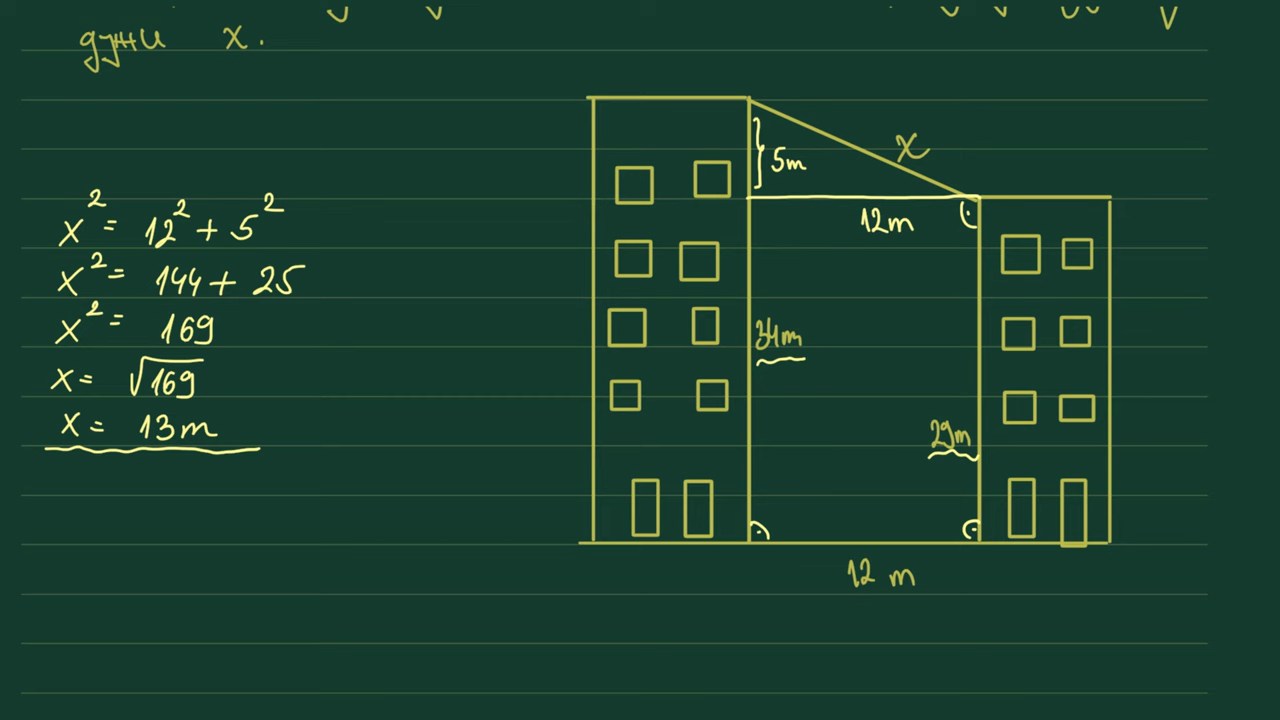 дужи x.
x² = 12² + 5²
x² = 144 + 25
x² = 169
x = √169
x = 13m
5m
x
12m
34m
29m
12 m